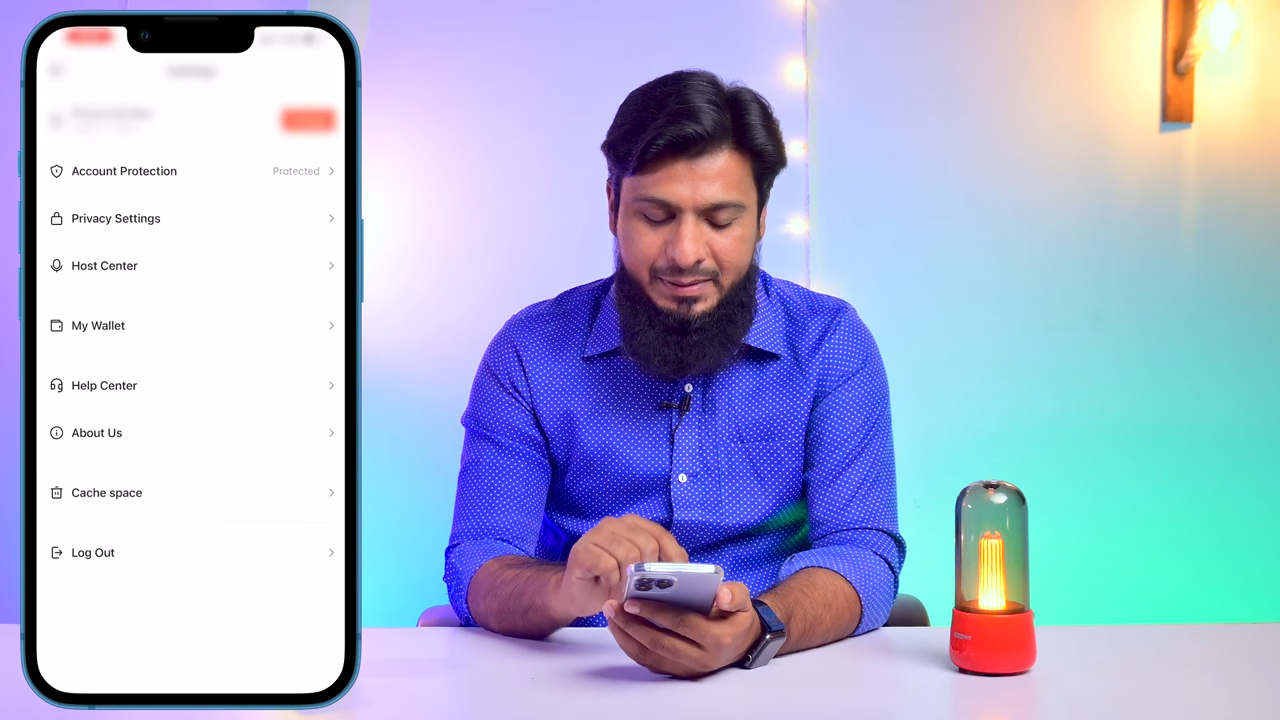 Account Protection Protected
Privacy Settings
Host Center
My Wallet
Help Center
About Us
Cache space
Log Out